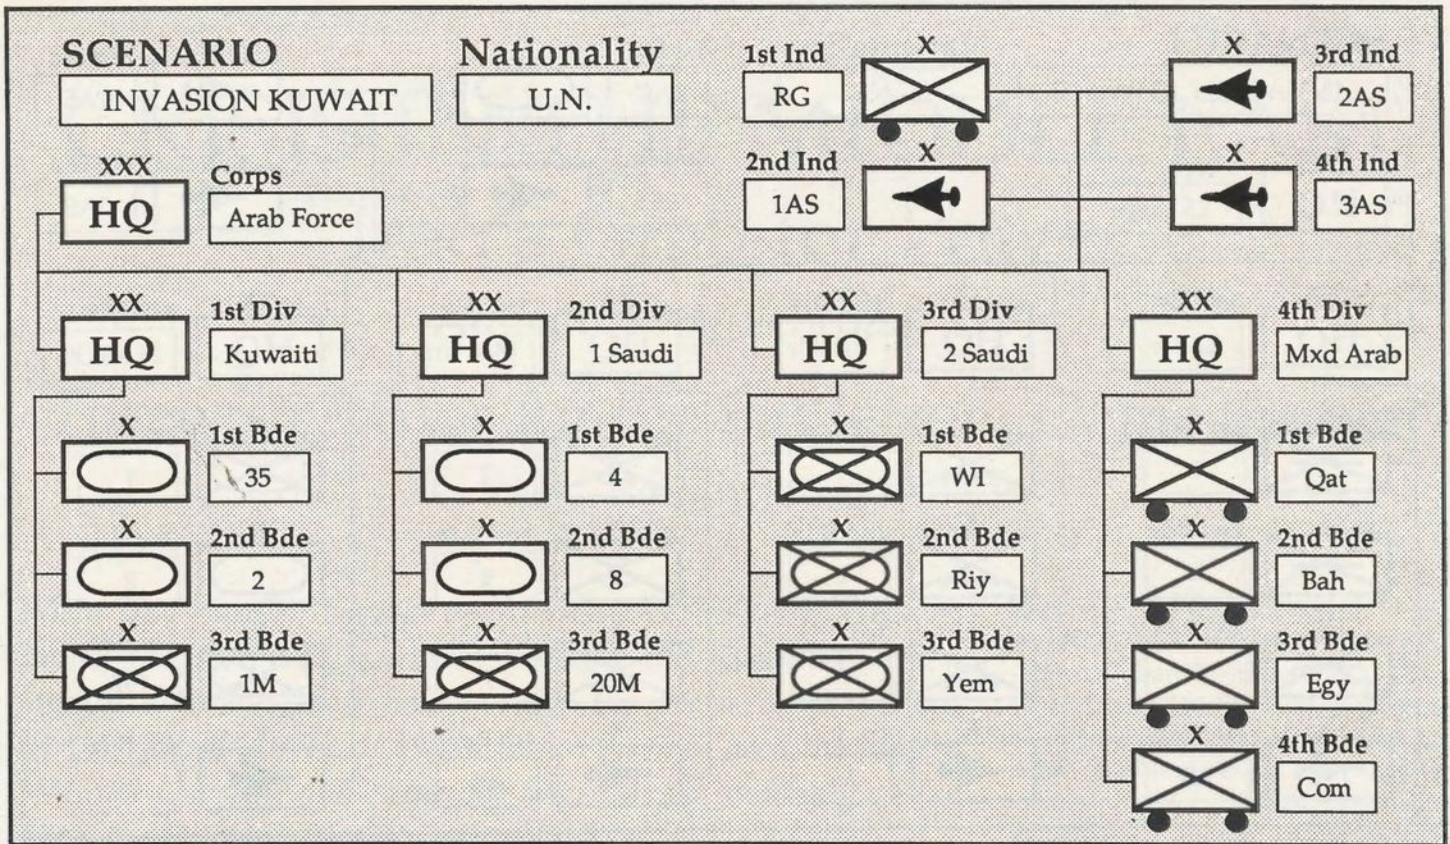 SCENARIO
INVASION KUWAIT
Nationality
U.N.
1st Ind
RG
X
X
3rd Ind
2AS
2nd Ind
1AS
X
X
4th Ind
3AS
XXX
HQ
Corps
Arab Force
XX
HQ
1st Div
Kuwaiti
XX
HQ
2nd Div
1 Saudi
XX
HQ
3rd Div
2 Saudi
XX
HQ
4th Div
Mxd Arab
X
1st Bde
35
X
1st Bde
4
X
1st Bde
WI
X
1st Bde
Qat
X
2nd Bde
2
X
2nd Bde
8
X
2nd Bde
Riy
X
2nd Bde
Bah
X
3rd Bde
1M
X
3rd Bde
20M
X
3rd Bde
Yem
X
3rd Bde
Egy
X
4th Bde
Com